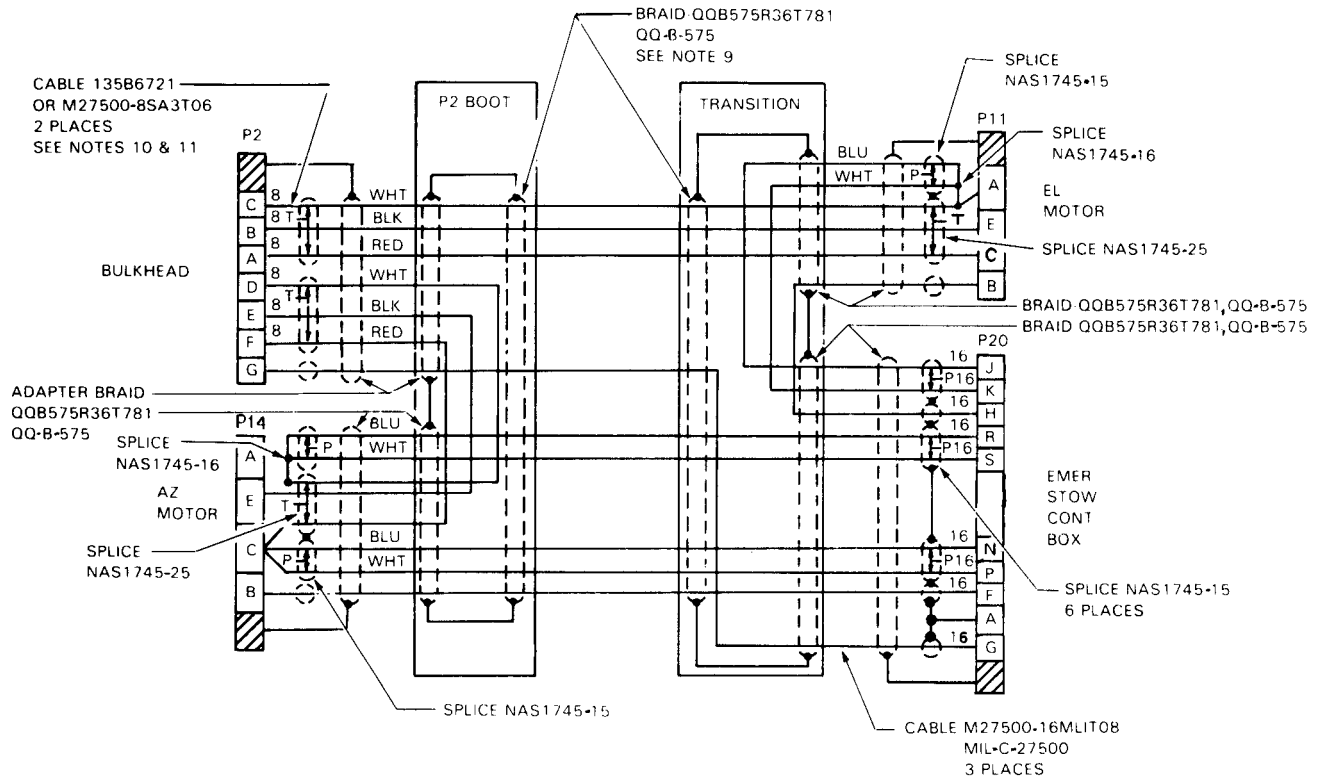 BRAID QQB575R36T781
QQ-B-575
SEE NOTE 9
CABLE 135B6721
OR M27500-8SA3T06
2 PLACES
SEE NOTES 10 & 11
P2 BOOT
TRANSITION
SPLICE
NAS1745-15
P11
SPLICE
NAS1745-16
P2
BLU
WHT
P
A
EL
MOTOR
C
8
WHT
8
T
BLK
B
T
E
8
RED
A
SPLICE NAS1745-25
C
BULKHEAD
8
WHT
D
T
B
8
BLK
E
8
RED
F
BRAID QQB575R36T781, QQ-B-575
BRAID QQB575R36T781, QQ-B-575
P20
G
16
J
P16
K
ADAPTER BRAID
QQB575R36T781
QQ-B-575
16
H
P14
BLU
16
R
SPLICE
NAS1745-16
A
P
WHT
P16
S
AZ
MOTOR
E
T
EMER
STOW
CONT
BOX
SPLICE
NAS1745-25
C
BLU
16
N
P
WHT
P16
P
B
16
F
SPLICE NAS1745-15
6 PLACES
A
16
G
SPLICE NAS1745-15
CABLE M27500-16MLIT08
MIL-C-27500
3 PLACES